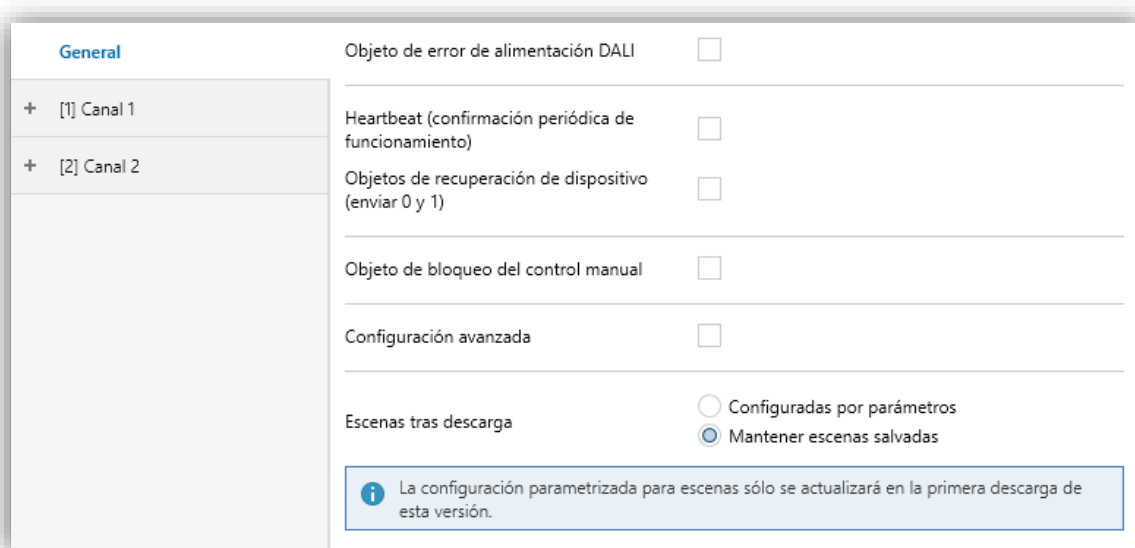 General
+ [1] Canal 1
+ [2] Canal 2
Objeto de error de alimentación DALI
Heartbeat (confirmación periódica de
funcionamiento)
Objetos de recuperación de dispositivo
(enviar 0 y 1)
Objeto de bloqueo del control manual
Configuración avanzada
Escenas tras descarga
Configuradas por parámetros
Mantener escenas salvadas
La configuración parametrizada para escenas sólo se actualizará en la primera descarga de
esta versión.